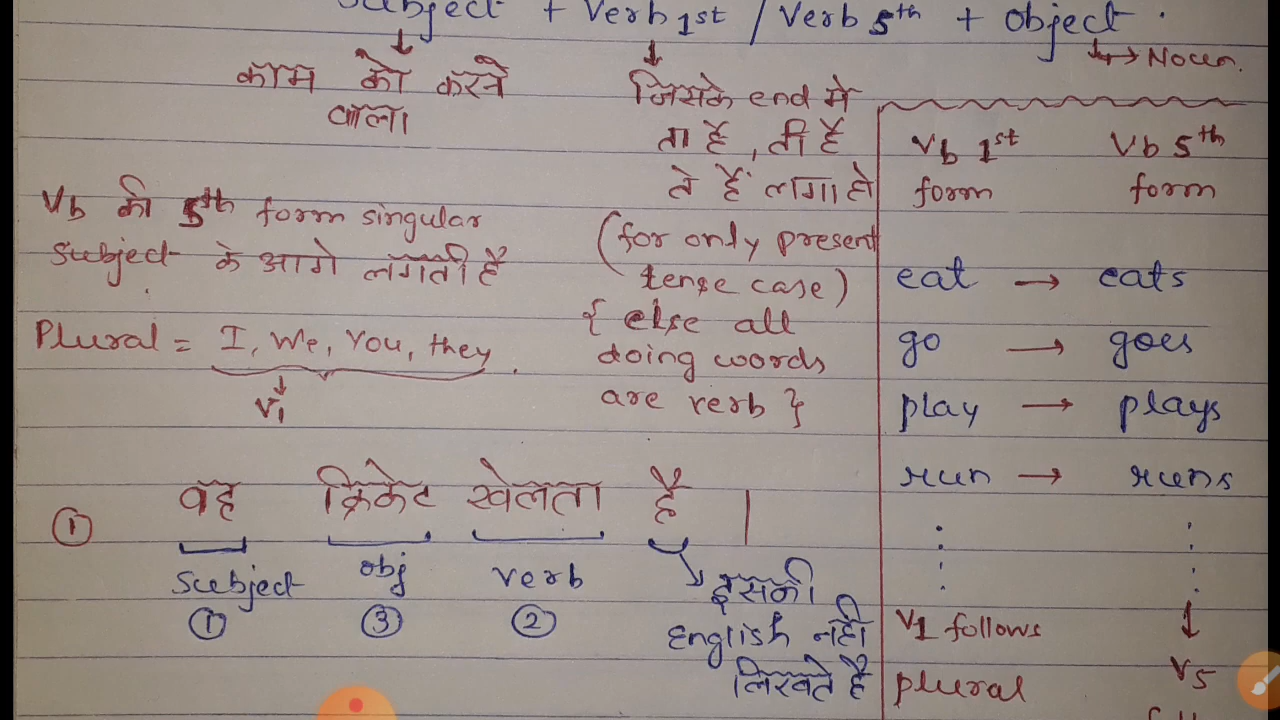 Subject + Verb 1st / Verb 5th + Object.
→ Noun.
काम को करने
वाला
जिसके end में
ता है, ती है
ते हैं लगा हो
(for only present
tense case)
{ else all
doing words
are verb }
Vb की 5th form singular
Subject के आगे लगती है
Plural = I, We, You, they.
V1
Vb 1st Vb 5th
form form
eat → eats
go → goes
play → plays
run → runs
V1 follows
plural
V5
① वह क्रिकेट खेलता है |
Subject obj verb
① ③ ②
इसकी
English नही
लिखते है